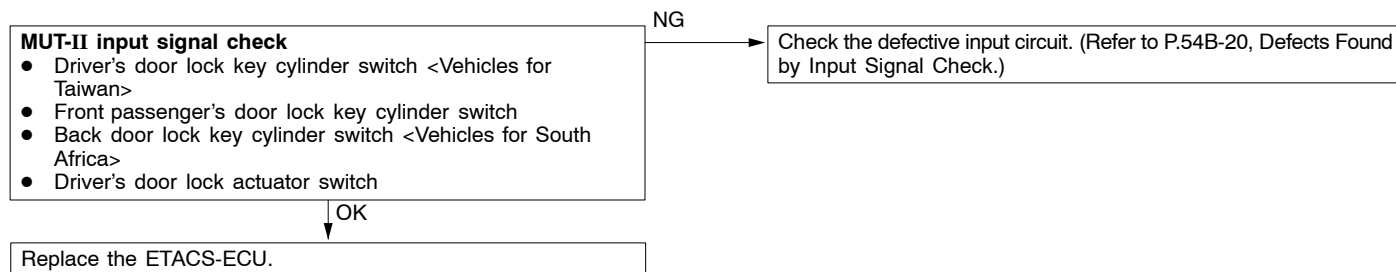 NG
MUT-II input signal check
● Driver's door lock key cylinder switch <Vehicles for
Taiwan>
● Front passenger's door lock key cylinder switch
● Back door lock key cylinder switch <Vehicles for South
Africa>
● Driver's door lock actuator switch
Check the defective input circuit. (Refer to P.54B-20, Defects Found
by Input Signal Check.)
OK
Replace the ETACS-ECU.